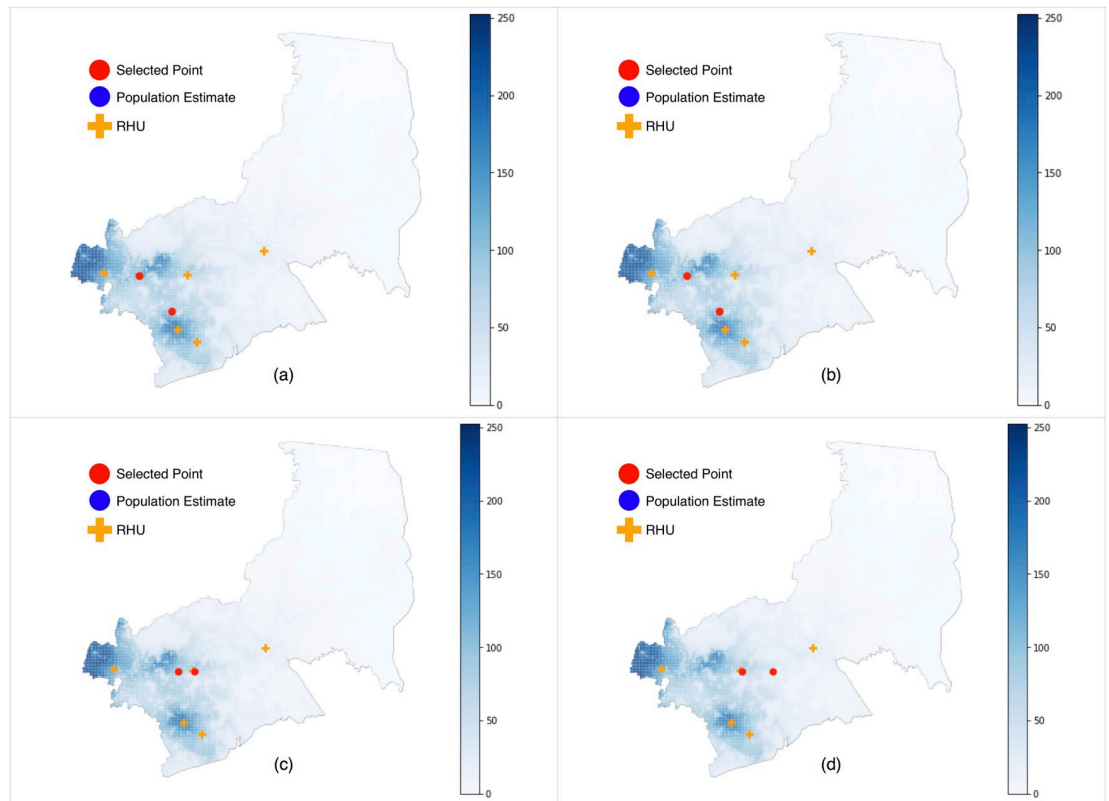 250
Selected Point
Population Estimate
RHU
200
150
100
50
0
(a)
250
Selected Point
Population Estimate
RHU
200
150
100
50
0
(b)
250
Selected Point
Population Estimate
RHU
200
150
100
50
0
(c)
250
Selected Point
Population Estimate
RHU
200
150
100
50
0
(d)